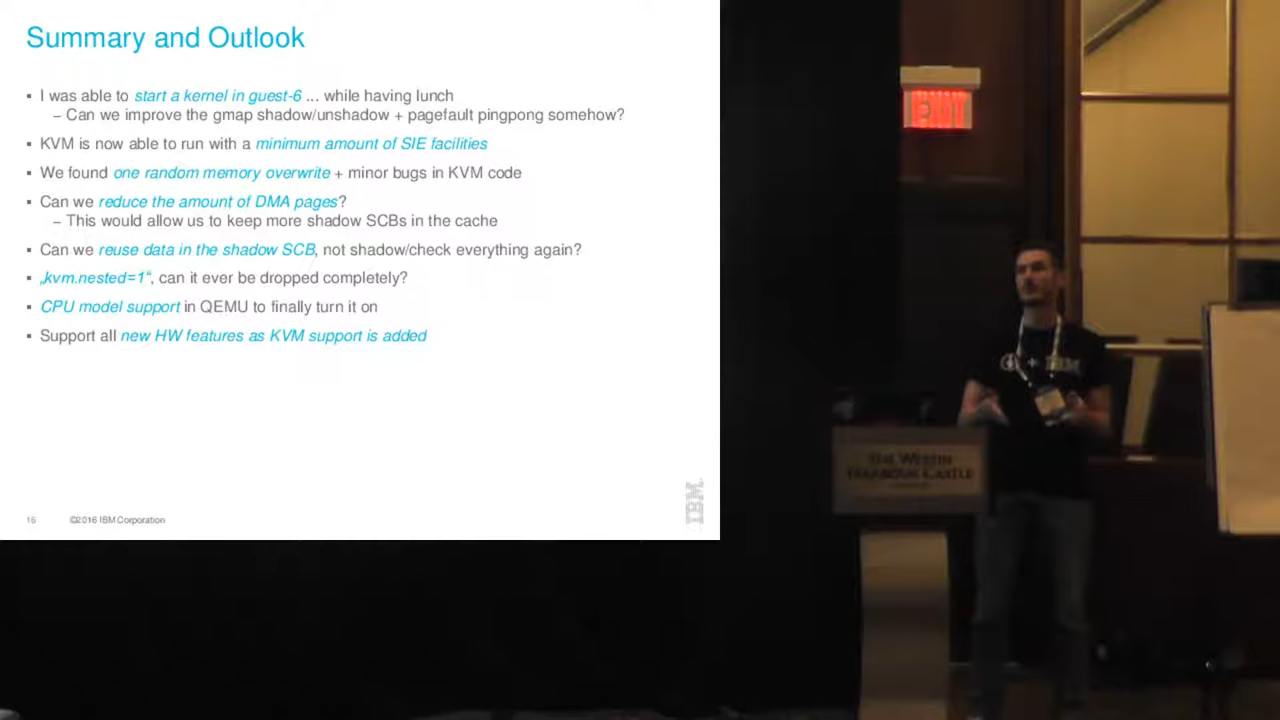 Summary and Outlook
▪ I was able to start a kernel in guest-6 ... while having lunch
– Can we improve the gmap shadow/unshadow + pagefault pingpong somehow?
▪ KVM is now able to run with a minimum amount of SIE facilities
▪ We found one random memory overwrite + minor bugs in KVM code
▪ Can we reduce the amount of DMA pages?
– This would allow us to keep more shadow SCBs in the cache
▪ Can we reuse data in the shadow SCB, not shadow/check everything again?
▪ „kvm.nested=1“, can it ever be dropped completely?
▪ CPU model support in QEMU to finally turn it on
▪ Support all new HW features as KVM support is added
IBM
16 ©2016 IBM Corporation
EXIT
+ IBM
The Westin
Harbour Castle